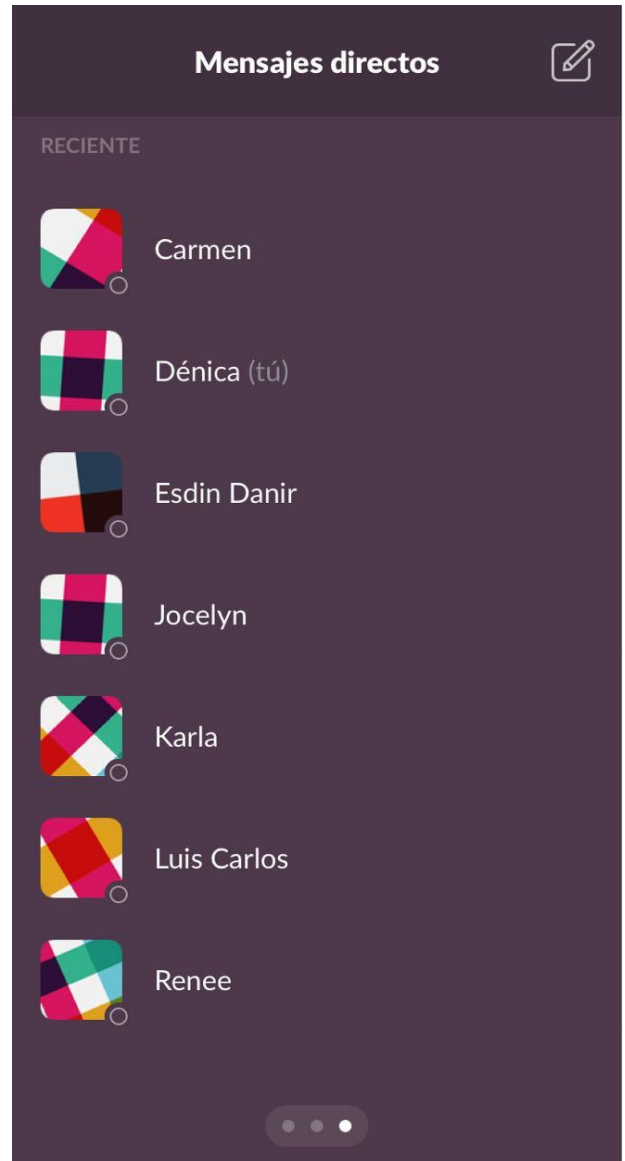 Mensajes directos
RECIENTE
Carmen
Dénica (tú)
Esdin Danir
Jocelyn
Karla
Luis Carlos
Renee